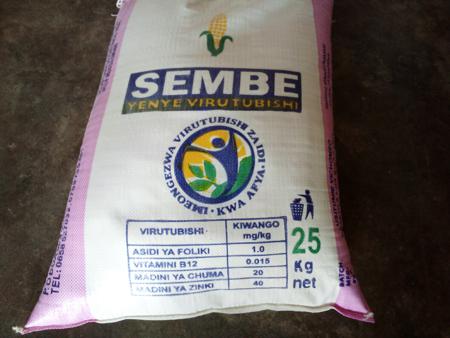 SEMBE
YENYE VIRUTUBISHI
IMEONGEZWA VIRUTUBISHI ZAIDI
· KWA AFYA ·
VIRUTUBISHI KIWANGO mg/kg
ASIDI YA FOLIKI 1.0
VITAMINI B12 0.015
MADINI YA CHUMA 20
MADINI YA ZINKI 40
25
Kg
net